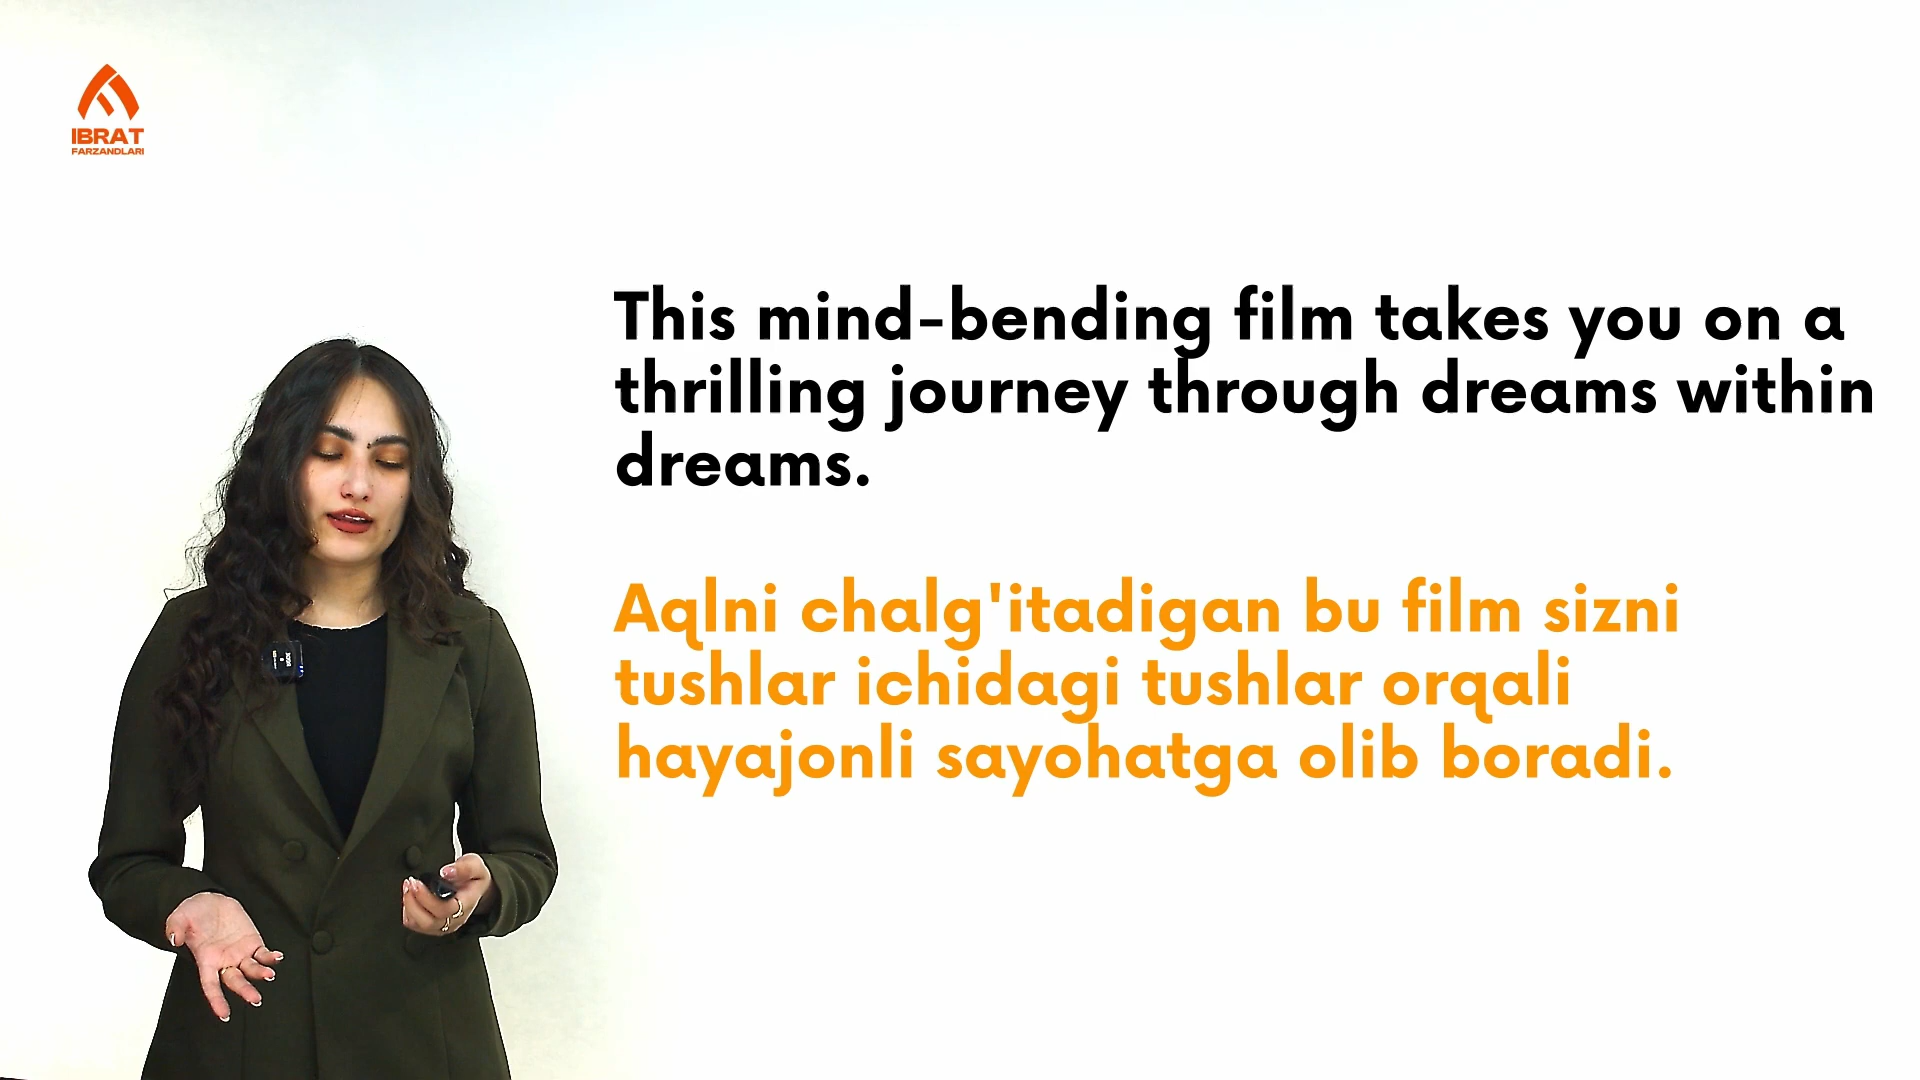 IBRAT
FARZANDLARI
This mind-bending film takes you on a
thrilling journey through dreams within
dreams.
Aqlni chalg'itadigan bu film sizni
tushlar ichidagi tushlar orqali
hayajonli sayohatga olib boradi.